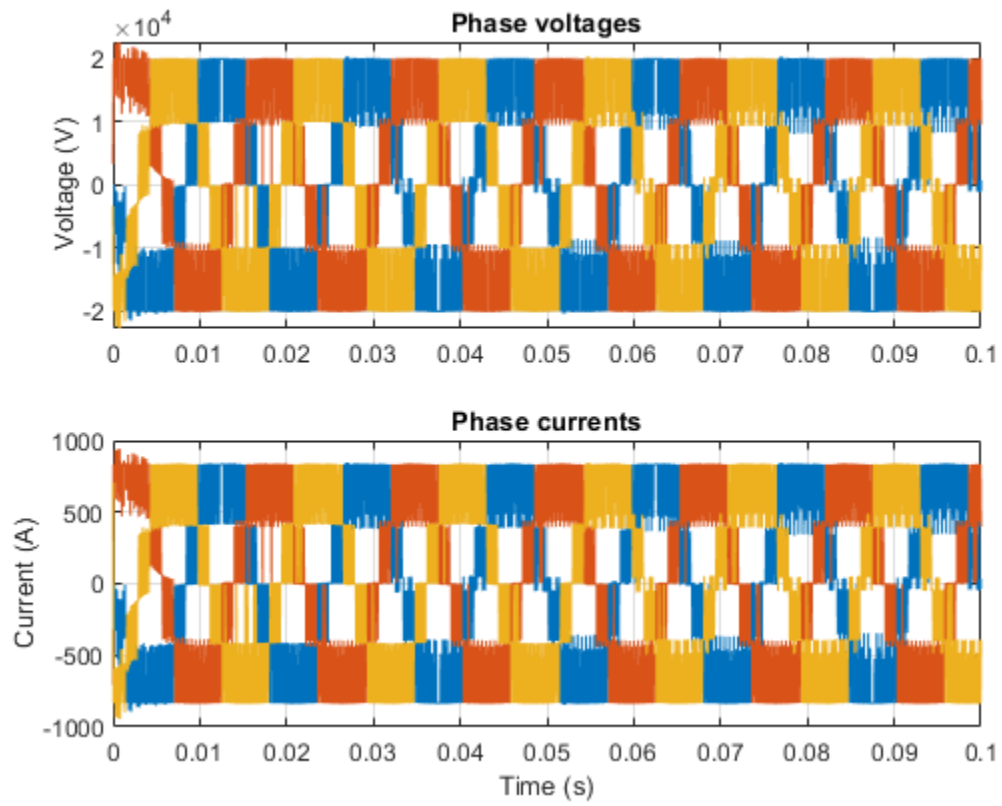 ×10⁴
Phase voltages
Voltage (V)
2
1
0
-1
-2
0 0.01 0.02 0.03 0.04 0.05 0.06 0.07 0.08 0.09 0.1
Phase currents
Current (A)
1000
500
0
-500
-1000
0 0.01 0.02 0.03 0.04 0.05 0.06 0.07 0.08 0.09 0.1
Time (s)